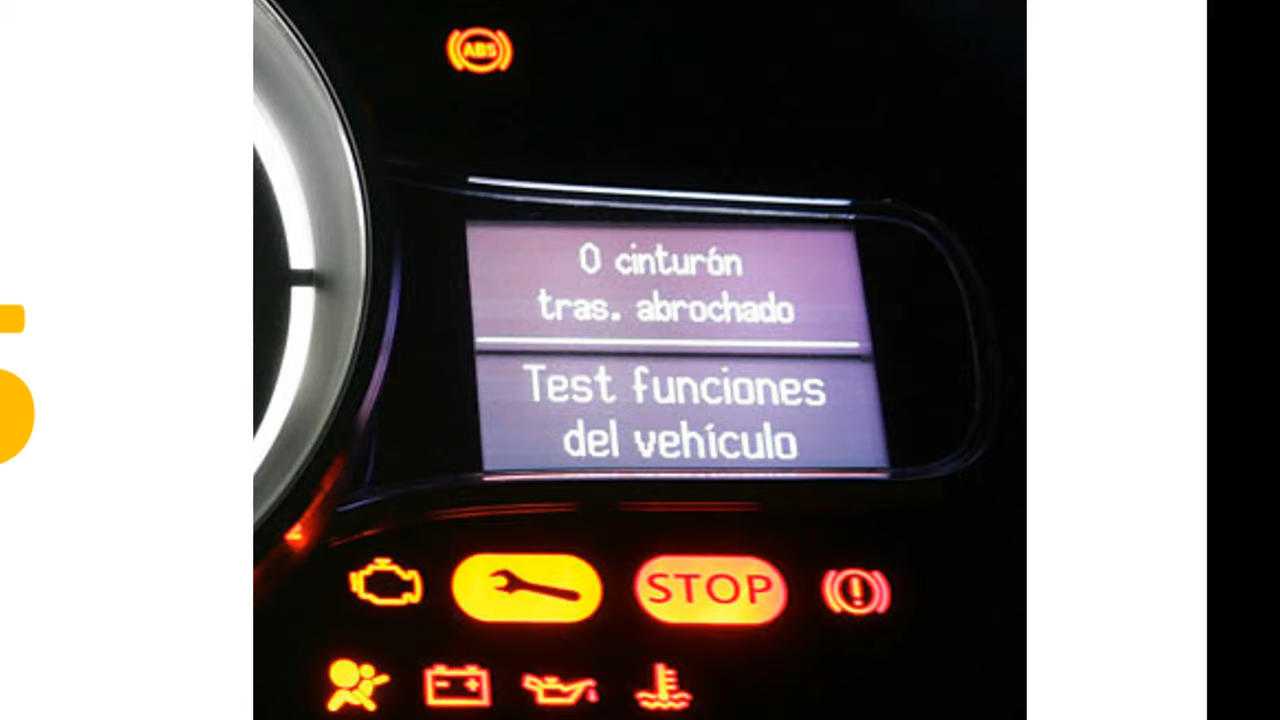 ABS
0 cinturón
tras. abrochado
Test funciones
del vehículo
STOP